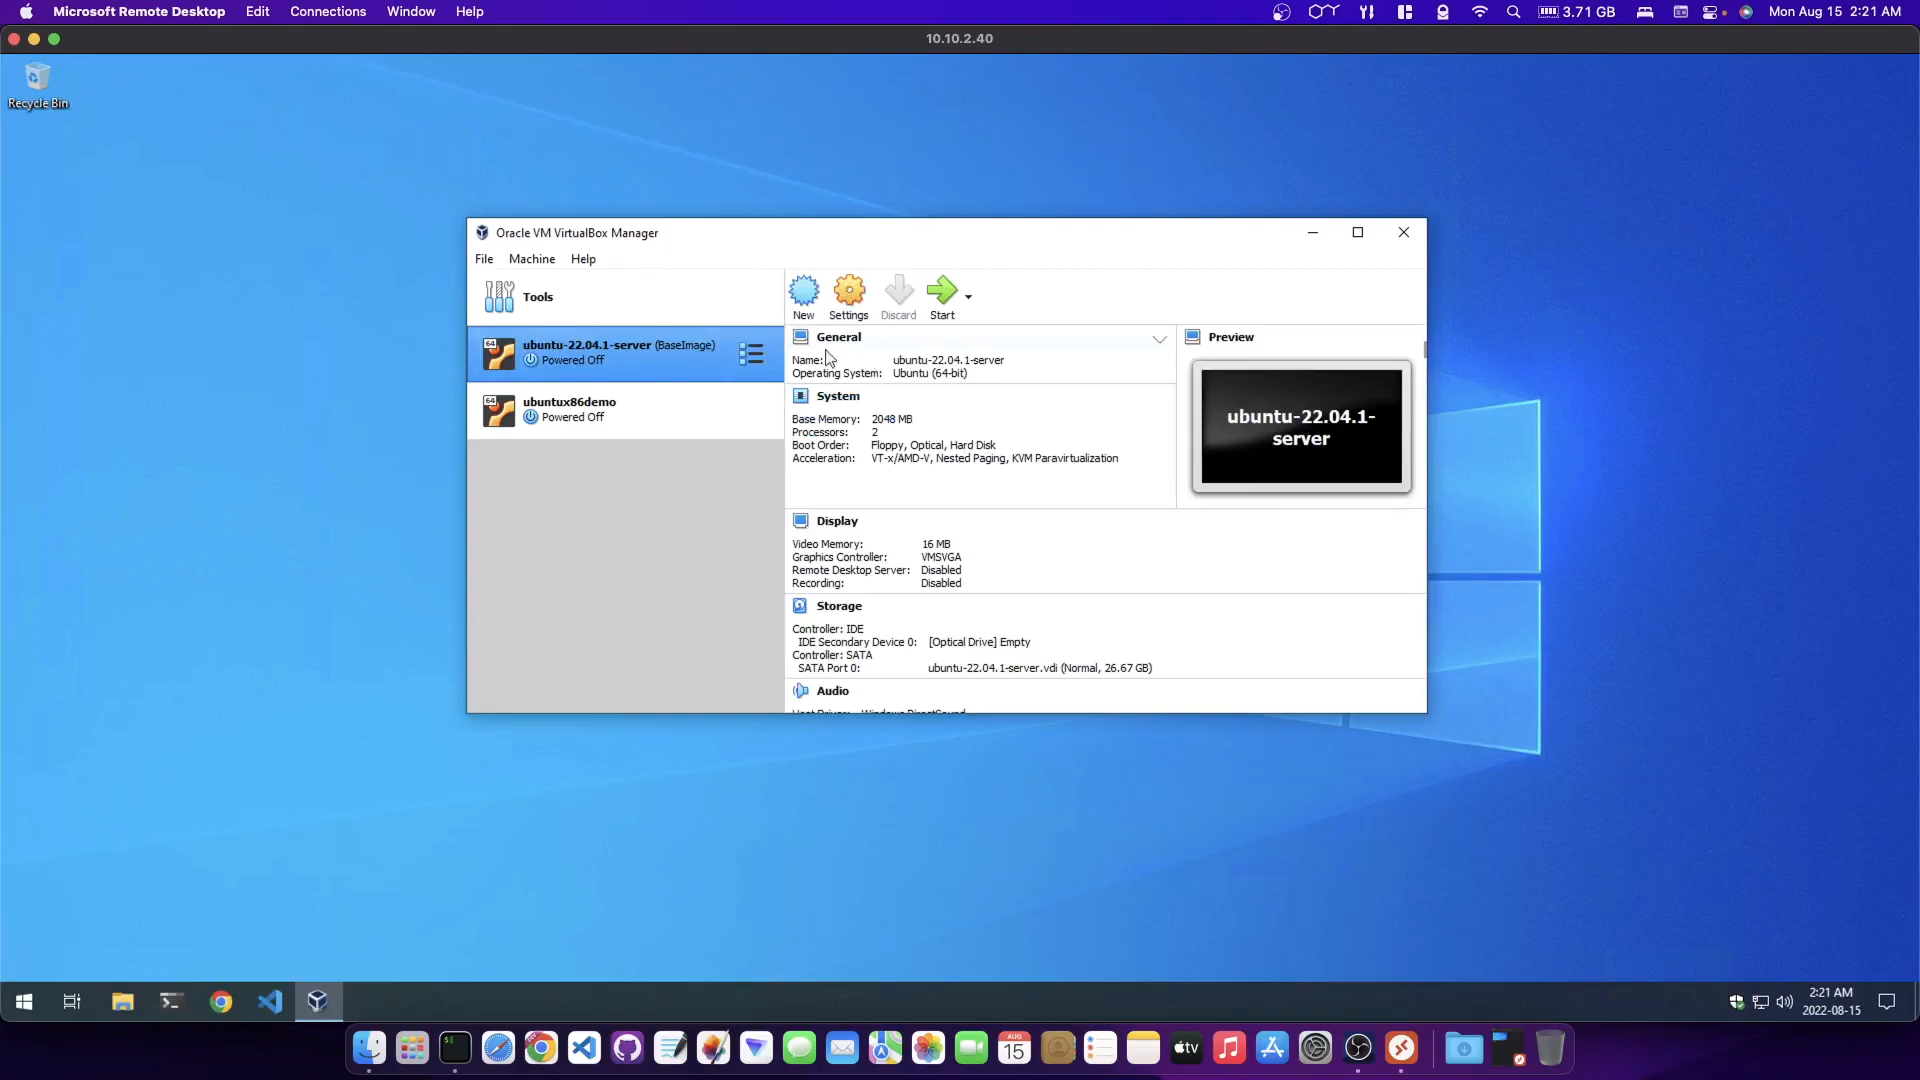 Microsoft Remote Desktop Edit Connections Window Help 3.71 GB Mon Aug 15 2:21 AM
10.10.2.40
Recycle Bin
Oracle VM VirtualBox Manager
File Machine Help
Tools
New Settings Discard Start
64 ubuntu-22.04.1-server (BaseImage)
Powered Off
64 ubuntux86demo
Powered Off
General
Name: ubuntu-22.04.1-server
Operating System: Ubuntu (64-bit)
System
Base Memory: 2048 MB
Processors: 2
Boot Order: Floppy, Optical, Hard Disk
Acceleration: VT-x/AMD-V, Nested Paging, KVM Paravirtualization
Preview
ubuntu-22.04.1-
server
Display
Video Memory: 16 MB
Graphics Controller: VMSVGA
Remote Desktop Server: Disabled
Recording: Disabled
Storage
Controller: IDE
IDE Secondary Device 0: [Optical Drive] Empty
Controller: SATA
SATA Port 0: ubuntu-22.04.1-server.vdi (Normal, 26.67 GB)
Audio
2:21 AM
2022-08-15
AUG
15
tv